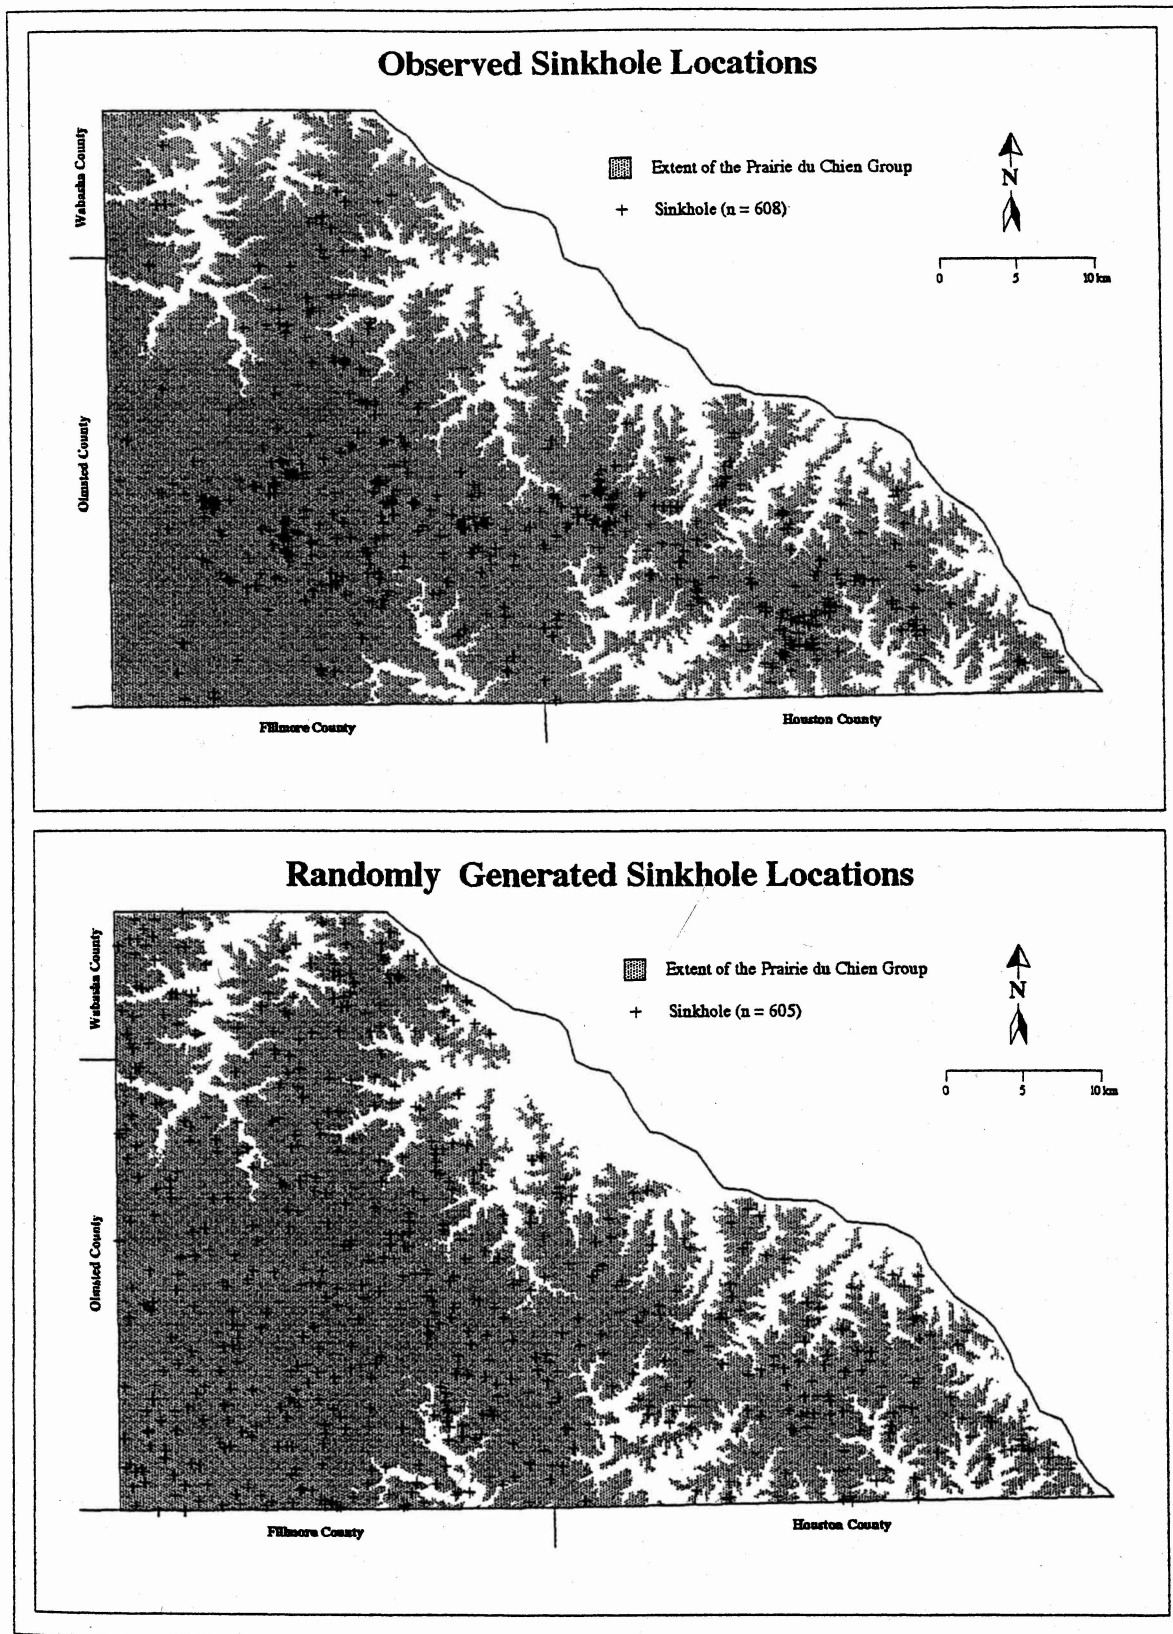 Observed Sinkhole Locations
Wabasha County
Extent of the Prairie du Chien Group
Sinkhole (n = 608)
N
0 5 10 km
Olmsted County
Fillmore County
Houston County
Randomly Generated Sinkhole Locations
Wabasha County
Extent of the Prairie du Chien Group
Sinkhole (n = 605)
N
0 5 10 km
Olmsted County
Fillmore County
Houston County